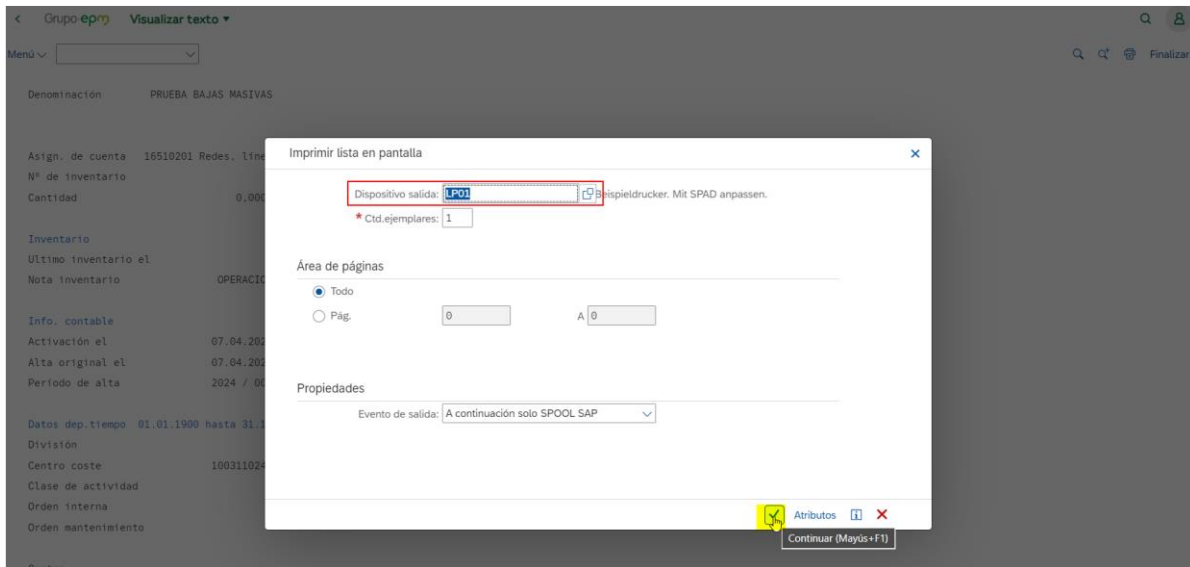 Grupo epm Visualizar texto
Menú Finalizar
Denominación PRUEBA BAJAS MASIVAS
Asign. de cuenta 16510201 Redes, líne
Nº de inventario
Cantidad 0,000
Inventario
Ultimo inventario el
Nota inventario OPERACIO
Info. contable
Activación el 07.04.202
Alta original el 07.04.202
Período de alta 2024 / 00
Datos dep.tiempo 01.01.1900 hasta 31.1
División
Centro coste 100311024
Clase de actividad
Orden interna
Orden mantenimiento
Imprimir lista en pantalla
Dispositivo salida: LP01 Beispieldrucker. Mit SPAD anpassen.
* Ctd.ejemplares: 1
Área de páginas
Todo
Pág. 0 A 0
Propiedades
Evento de salida: A continuación solo SPOOL SAP
Atributos
Continuar (Mayús+F1)